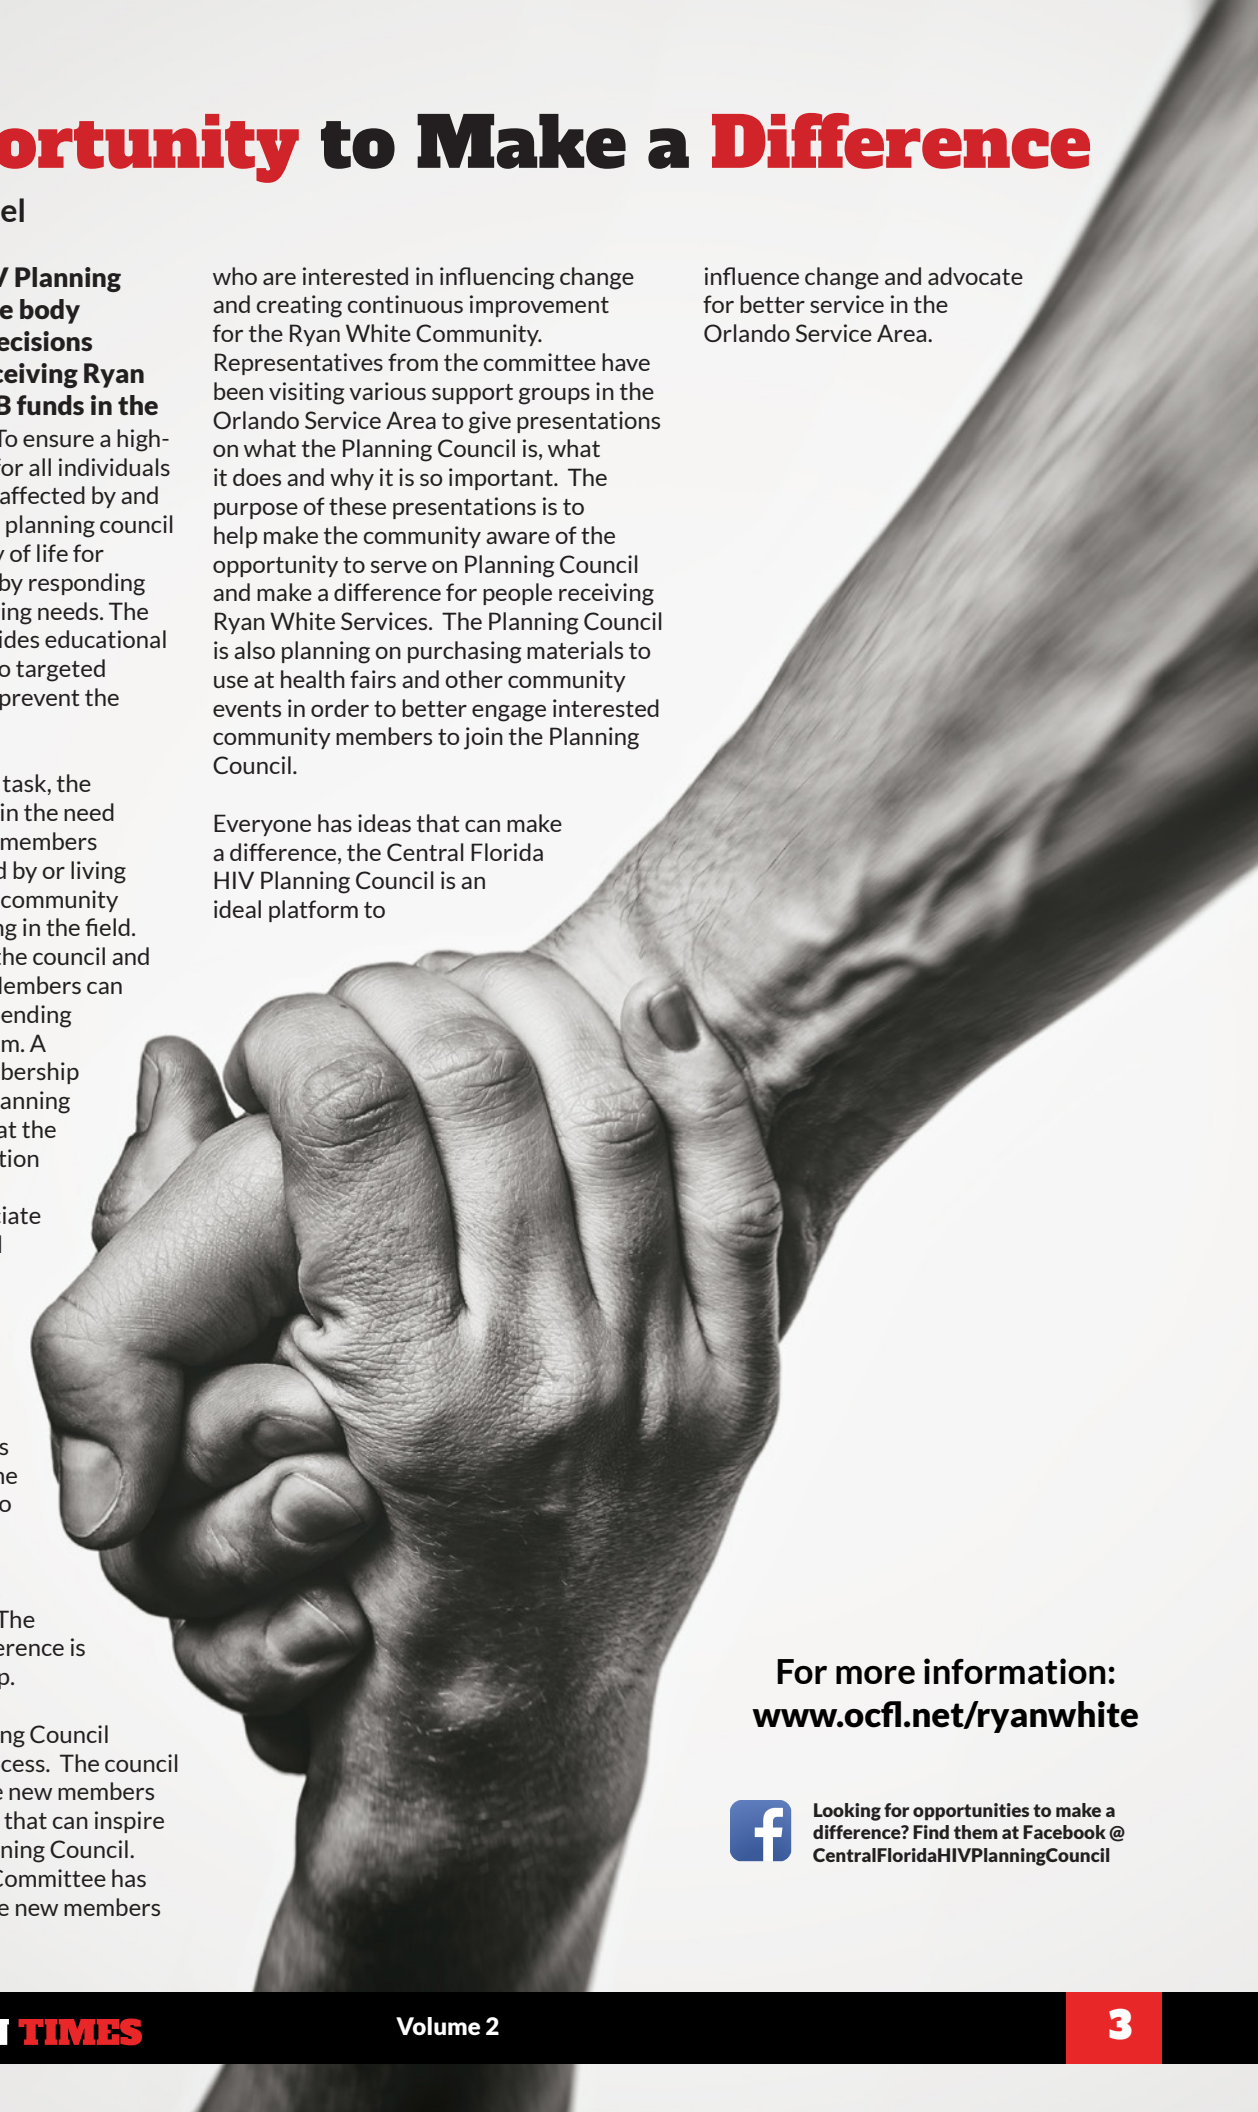 ortunity to Make a Difference
el
V Planning
e body
ecisions
ceiving Ryan
B funds in the
To ensure a high-
for all individuals
affected by and
planning council
y of life for
by responding
ing needs. The
ides educational
o targeted
prevent the
task, the
in the need
members
d by or living
community
ng in the field.
the council and
Members can
ending
m. A
bership
anning
at the
tion
iate
l
s
ne
o
The
erence is
p.
ng Council
cess.  The council
e new members
that can inspire
ning Council.
Committee has
e new members
who are interested in influencing change
and creating continuous improvement
for the Ryan White Community.
Representatives from the committee have
been visiting various support groups in the
Orlando Service Area to give presentations
on what the Planning Council is, what
it does and why it is so important.  The
purpose of these presentations is to
help make the community aware of the
opportunity to serve on Planning Council
and make a difference for people receiving
Ryan White Services.  The Planning Council
is also planning on purchasing materials to
use at health fairs and other community
events in order to better engage interested
community members to join the Planning
Council.
Everyone has ideas that can make
a difference, the Central Florida
HIV Planning Council is an
ideal platform to
influence change and advocate
for better service in the
Orlando Service Area.
For more information:
www.ocfl.net/ryanwhite
Looking for opportunities to make a
difference? Find them at Facebook @
CentralFloridaHIVPlanningCouncil
TIMES
Volume 2
3